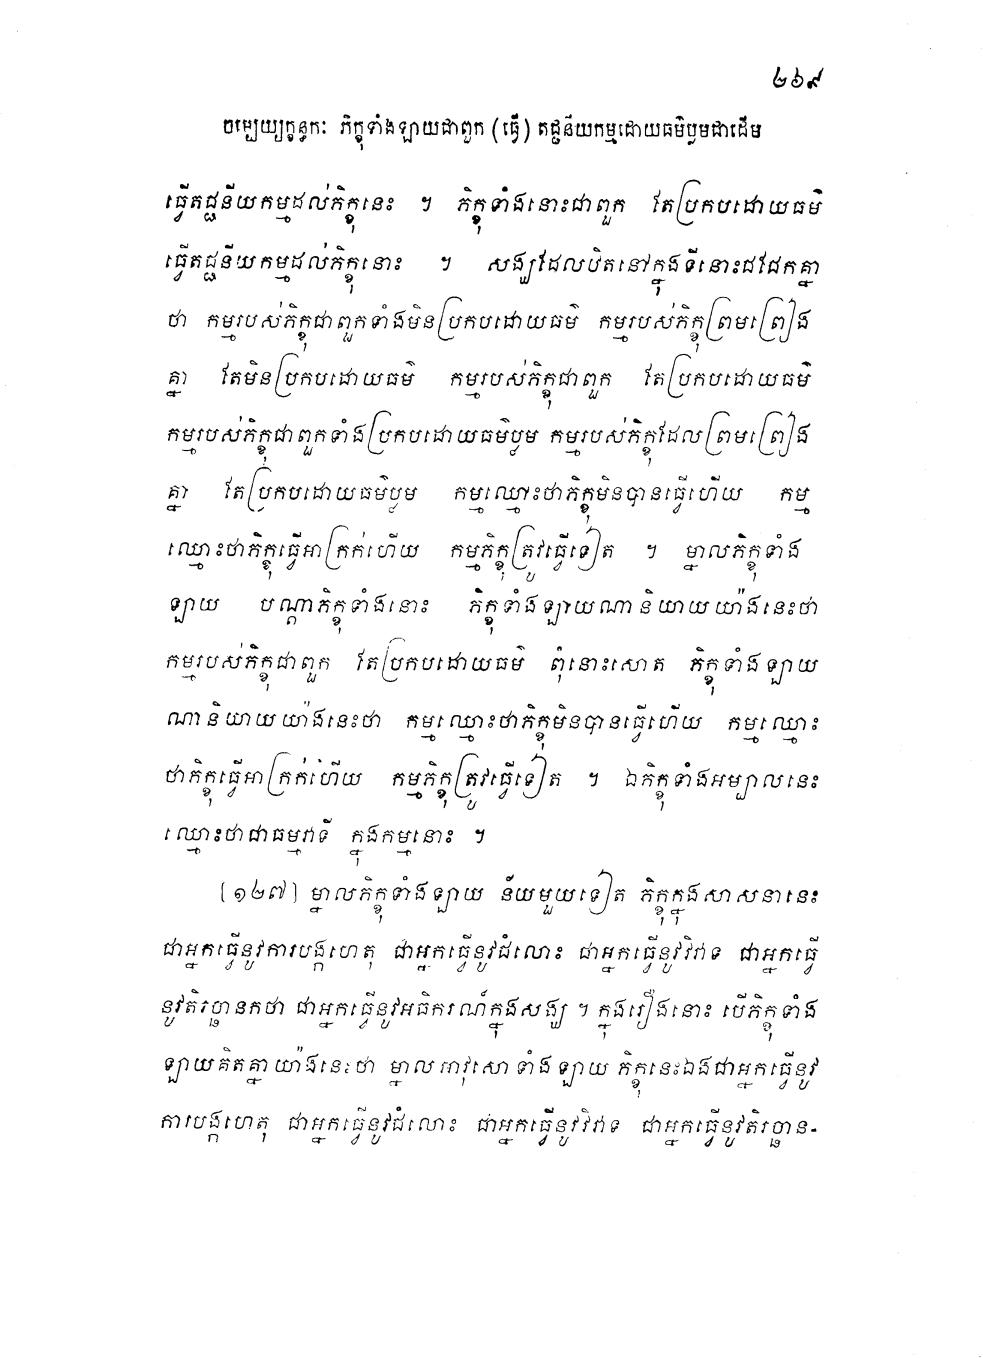 ២៦៩
ចម្បេយ្យក្ខន្ធកៈ ភិក្ខុទាំងឡាយជាពួក (ធ្វើ) តជ្ជនីយកម្មដោយធម៌ប្លមជាដើម
ធ្វើតជ្ជនីយកម្មដល់ភិក្ខុនេះ ។ ភិក្ខុទាំងនោះជាពួក តែប្រកបដោយធម៌
ធ្វើតជ្ជនីយកម្មដល់ភិក្ខុនោះ ។ សង្ឃដែលឋិតនៅក្នុងទីនោះជជែកគ្នា
ថា កម្មរបស់ភិក្ខុជាពួកទាំងមិនប្រកបដោយធម៌ កម្មរបស់ភិក្ខុព្រមព្រៀង
គ្នា តែមិនប្រកបដោយធម៌ កម្មរបស់ភិក្ខុជាពួក តែប្រកបដោយធម៌
កម្មរបស់ភិក្ខុជាពួកទាំងប្រកបដោយធម៌ប្លម កម្មរបស់ភិក្ខុដែលព្រមព្រៀង
គ្នា តែប្រកបដោយធម៌ប្លម កម្មឈ្មោះថាភិក្ខុមិនបានធ្វើហើយ កម្ម
ឈ្មោះថាភិក្ខុធ្វើអាក្រក់ហើយ កម្មភិក្ខុត្រូវធ្វើទៀត ។ ម្នាលភិក្ខុទាំង
ឡាយ បណ្តាភិក្ខុទាំងនោះ ភិក្ខុទាំងឡាយណានិយាយយ៉ាងនេះថា
កម្មរបស់ភិក្ខុជាពួក តែប្រកបដោយធម៌ ពុំនោះសោត ភិក្ខុទាំងឡាយ
ណានិយាយយ៉ាងនេះថា កម្មឈ្មោះថាភិក្ខុមិនបានធ្វើហើយ កម្មឈ្មោះ
ថាភិក្ខុធ្វើអាក្រក់ហើយ កម្មភិក្ខុត្រូវធ្វើទៀត ។ ឯភិក្ខុទាំងអម្បាលនេះ
ឈ្មោះថាជាធម្មវាទី ក្នុងកម្មនោះ ។
[១២៧] ម្នាលភិក្ខុទាំងឡាយ ន័យមួយទៀត ភិក្ខុក្នុងសាសនានេះ
ជាអ្នកធ្វើនូវការបង្កហេតុ ជាអ្នកធ្វើនូវជំលោះ ជាអ្នកធ្វើនូវវិវាទ ជាអ្នកធ្វើ
នូវតិរច្ឆានកថា ជាអ្នកធ្វើនូវអធិករណ៍ក្នុងសង្ឃ ។ ក្នុងរឿងនោះ បើភិក្ខុទាំង
ឡាយគិតគ្នាយ៉ាងនេះថា ម្នាលអាវុសោ ទាំងឡាយ ភិក្ខុនេះឯងជាអ្នកធ្វើនូវ
ការបង្កហេតុ ជាអ្នកធ្វើនូវជំលោះ ជាអ្នកធ្វើនូវវិវាទ ជាអ្នកធ្វើនូវតិរច្ឆាន-